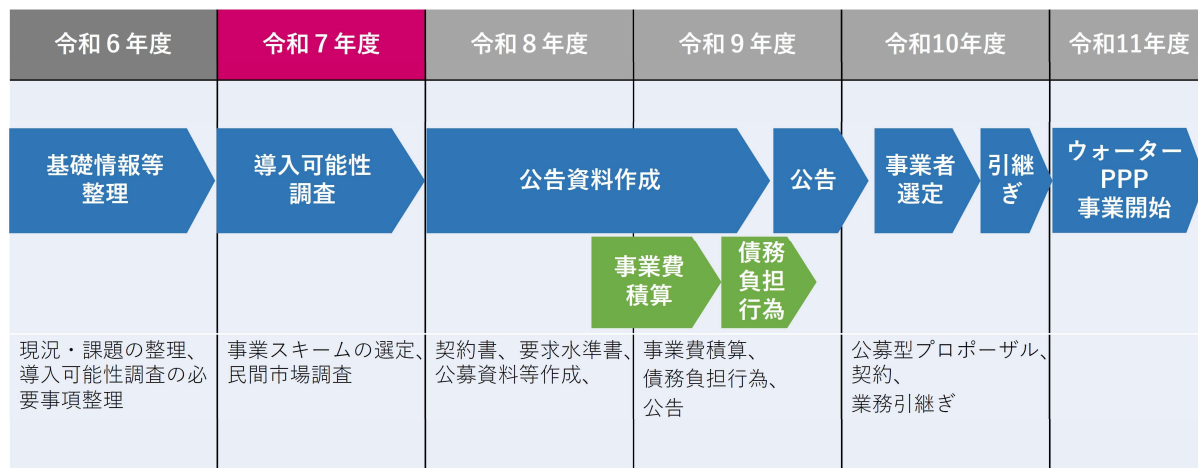 令和６年度
令和７年度
令和８年度
令和９年度
令和10年度
令和11年度
基礎情報等
整理
導入可能性
調査
公告資料作成
公告
事業者
選定
引継
ぎ
ウォーター
PPP
事業開始
事業費
積算
債務
負担
行為
現況・課題の整理、
導入可能性調査の必
要事項整理
事業スキームの選定、
民間市場調査
契約書、要求水準書、
公募資料等作成、
事業費積算、
債務負担行為、
公告
公募型プロポーザル、
契約、
業務引継ぎ